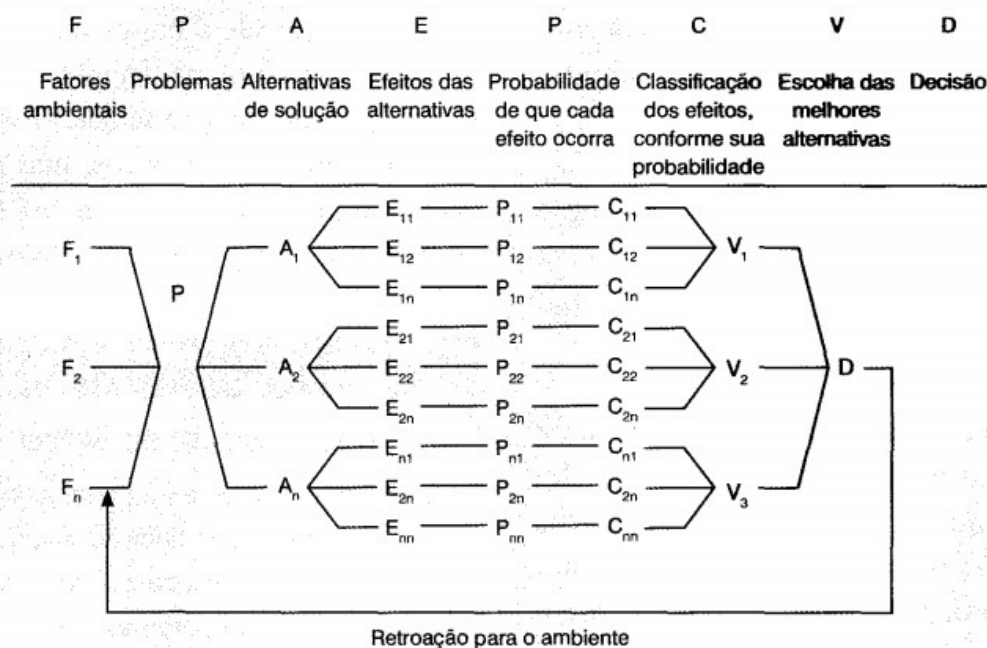 F P A E P C V D
Fatores Problemas Alternativas Efeitos das Probabilidade Classificação Escolha das Decisão
ambientais de solução alternativas de que cada dos efeitos, melhores
efeito ocorra conforme sua alternativas
probabilidade
E₁₁ P₁₁ C₁₁
F₁ A₁ E₁₂ P₁₂ C₁₂ V₁
P
E₁ₙ P₁ₙ C₁ₙ
E₂₁ P₂₁ C₂₁
F₂ A₂ E₂₂ P₂₂ C₂₂ V₂ D
E₂ₙ P₂ₙ C₂ₙ
Eₙ₁ Pₙ₁ Cₙ₁
Fₙ Aₙ E₂ₙ P₂ₙ C₂ₙ V₃
Eₙₙ Pₙₙ Cₙₙ
Retroação para o ambiente